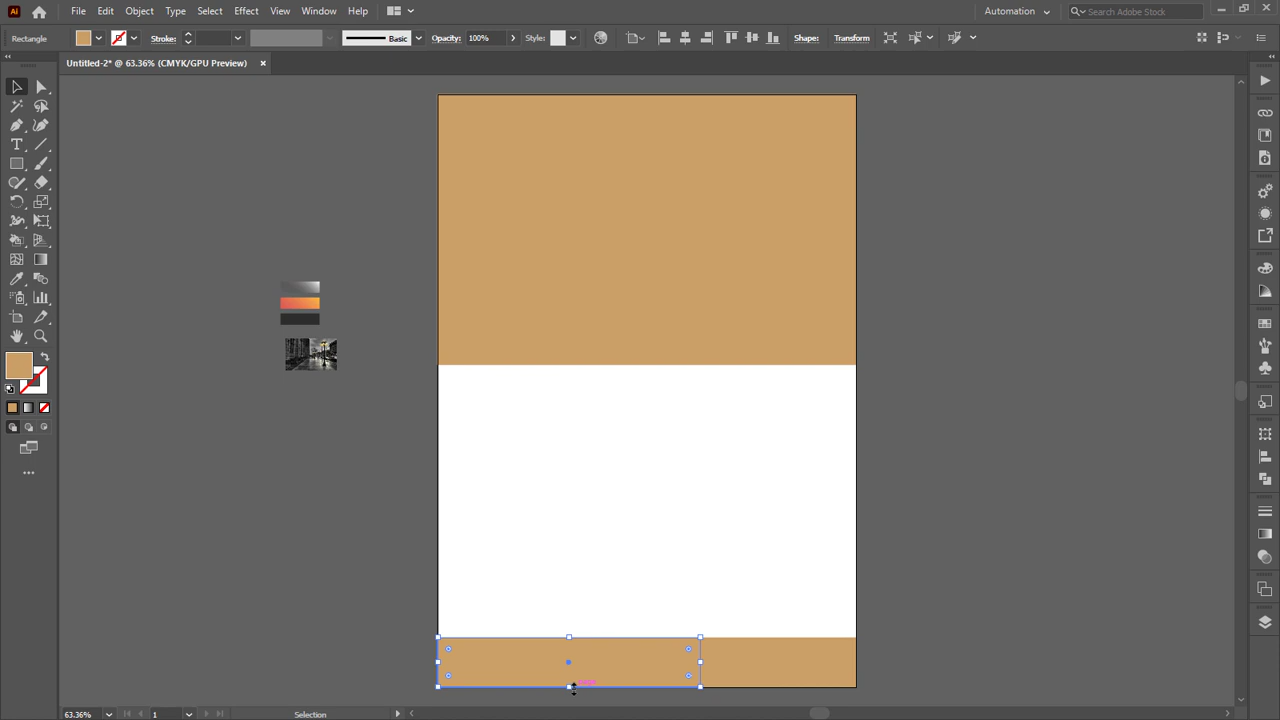 Ai File Edit Object Type Select Effect View Window Help Automation Search Adobe Stock
Rectangle Stroke: Basic Opacity: 100% Style: Shape: Transform
Untitled-2* @ 63.36% (CMYK/GPU Preview) ×
page
63.36% 1 Selection